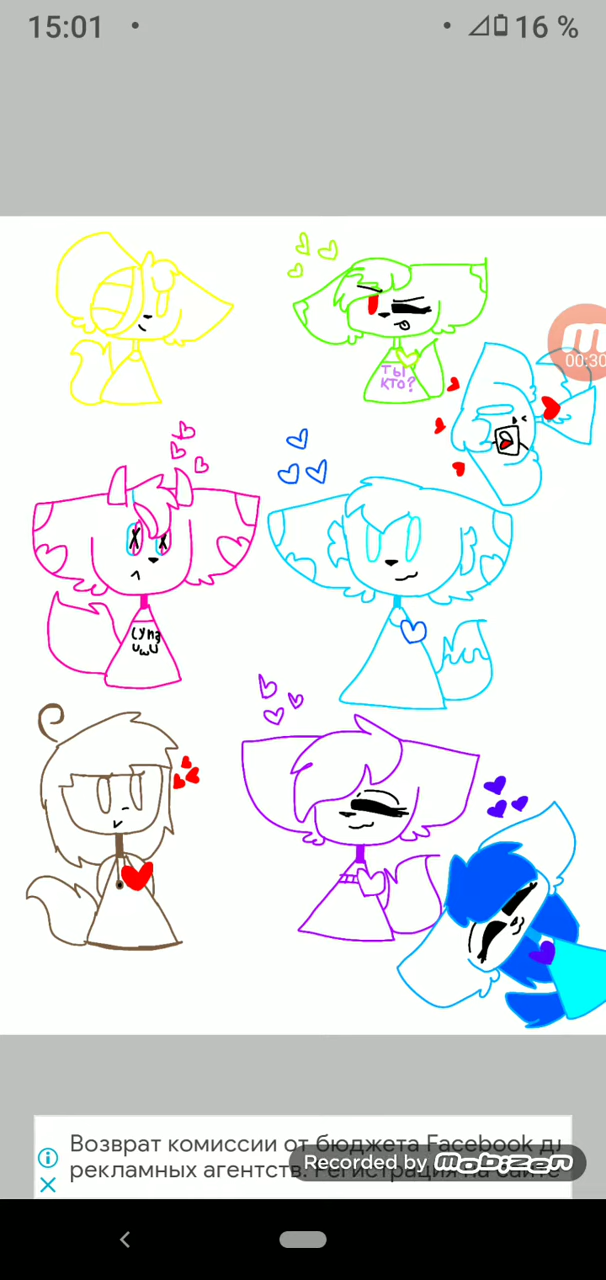 15:01
16 %
ТЫ
КТО?
00:30
Луна
UwU
Возврат комиссии от бюджета Facebook д
рекламных агентств. Регистрация на сайте
Recorded by mobizen